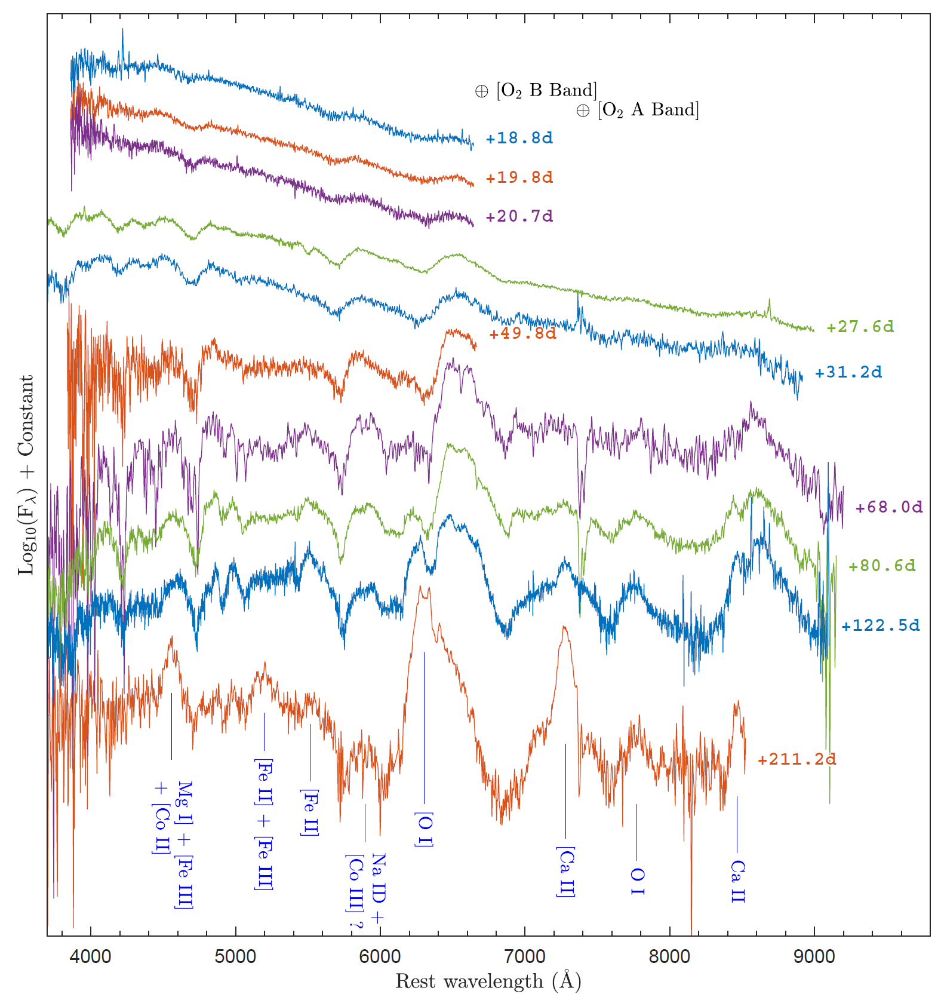 ⊕ [O₂ B Band]
⊕ [O₂ A Band]
+18.8d
+19.8d
+20.7d
+27.6d
+49.8d
+31.2d
+68.0d
+80.6d
+122.5d
+211.2d
Mg I] + [Fe III]
+ [Co II]
[Fe II] + [Fe III]
[Fe II]
Na ID +
[Co III] ?
[O I]
[Ca II]
O I
Ca II
Log₁₀(F_λ) + Constant
4000 5000 6000 7000 8000 9000
Rest wavelength (Å)